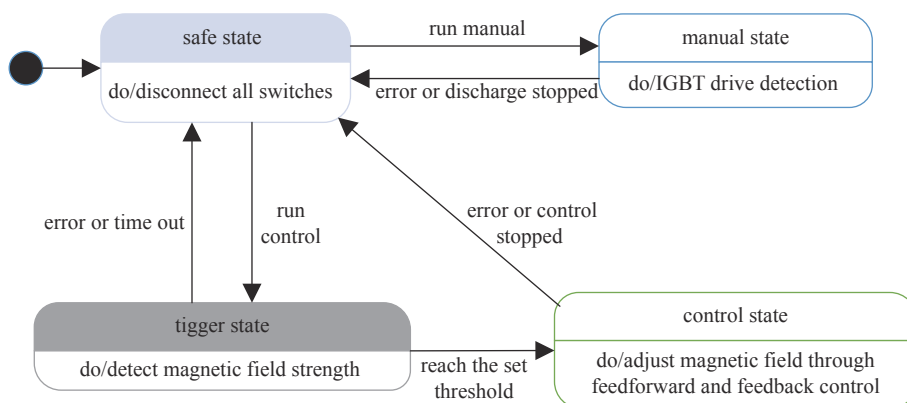 safe state
do/disconnect all switches
run manual
error or discharge stopped
manual state
do/IGBT drive detection
error or time out
run
control
error or control
stopped
tigger state
do/detect magnetic field strength
reach the set
threshold
control state
do/adjust magnetic field through
feedforward and feedback control